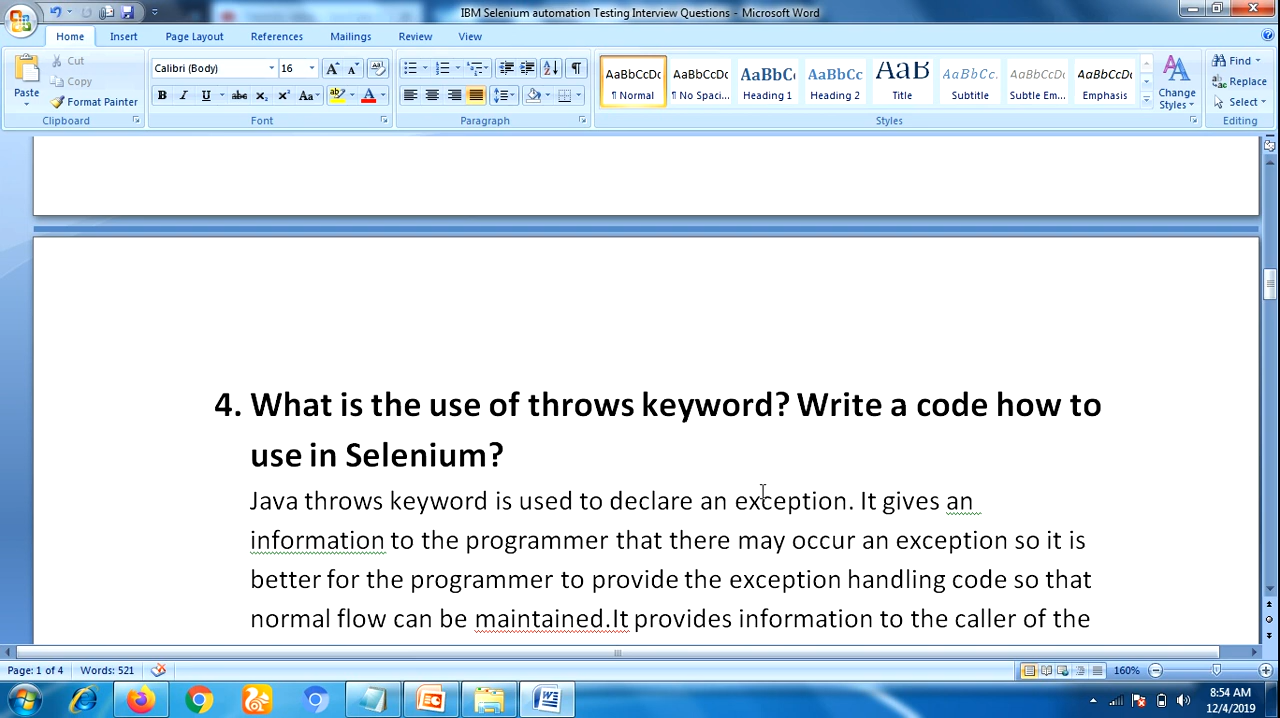 IBM Selenium automation Testing Interview Questions - Microsoft Word
Home Insert Page Layout References Mailings Review View
Paste
Cut
Copy
Format Painter
Clipboard
Calibri (Body) 16
B I U abc X₂ X² Aa
Font
Paragraph
AaBbCcDc AaBbCcDc AaBbC AaBbCc AaB AaBbCc. AaBbCcDc AaBbCcDc
¶ Normal ¶ No Spaci... Heading 1 Heading 2 Title Subtitle Subtle Em... Emphasis
Change Styles
Styles
Find
Replace
Select
Editing
4. What is the use of throws keyword? Write a code how to
use in Selenium?
Java throws keyword is used to declare an exception. It gives an
information to the programmer that there may occur an exception so it is
better for the programmer to provide the exception handling code so that
normal flow can be maintained.It provides information to the caller of the
Page: 1 of 4 Words: 521 160%
8:54 AM
12/4/2019